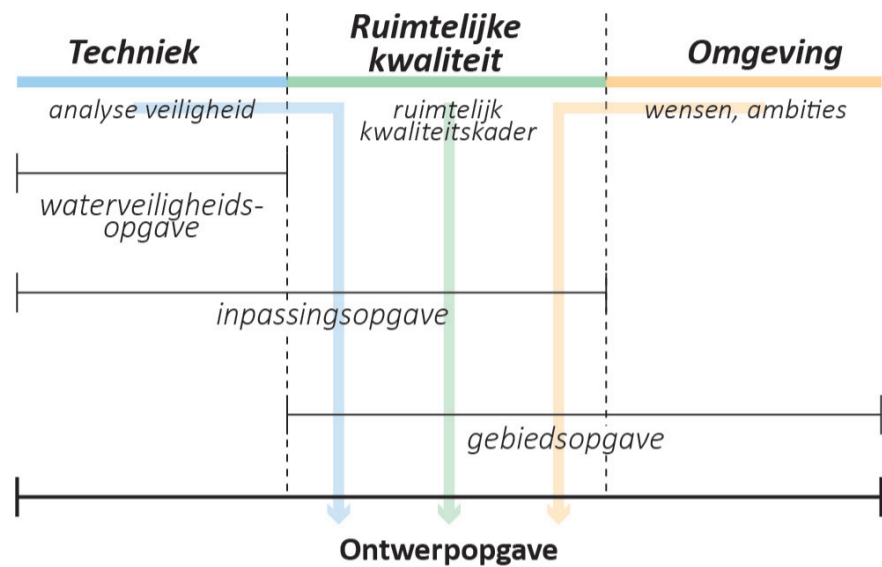 Techniek
Ruimtelijke
kwaliteit
Omgeving
analyse veiligheid
ruimtelijk
kwaliteitskader
wensen, ambities
waterveiligheids-
opgave
inpassingsopgave
gebiedsopgave
Ontwerpopgave